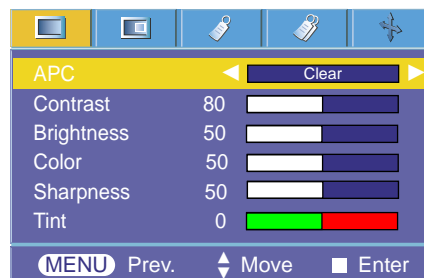 APC Clear
Contrast 80
Brightness 50
Color 50
Sharpness 50
Tint 0
MENU Prev. Move Enter